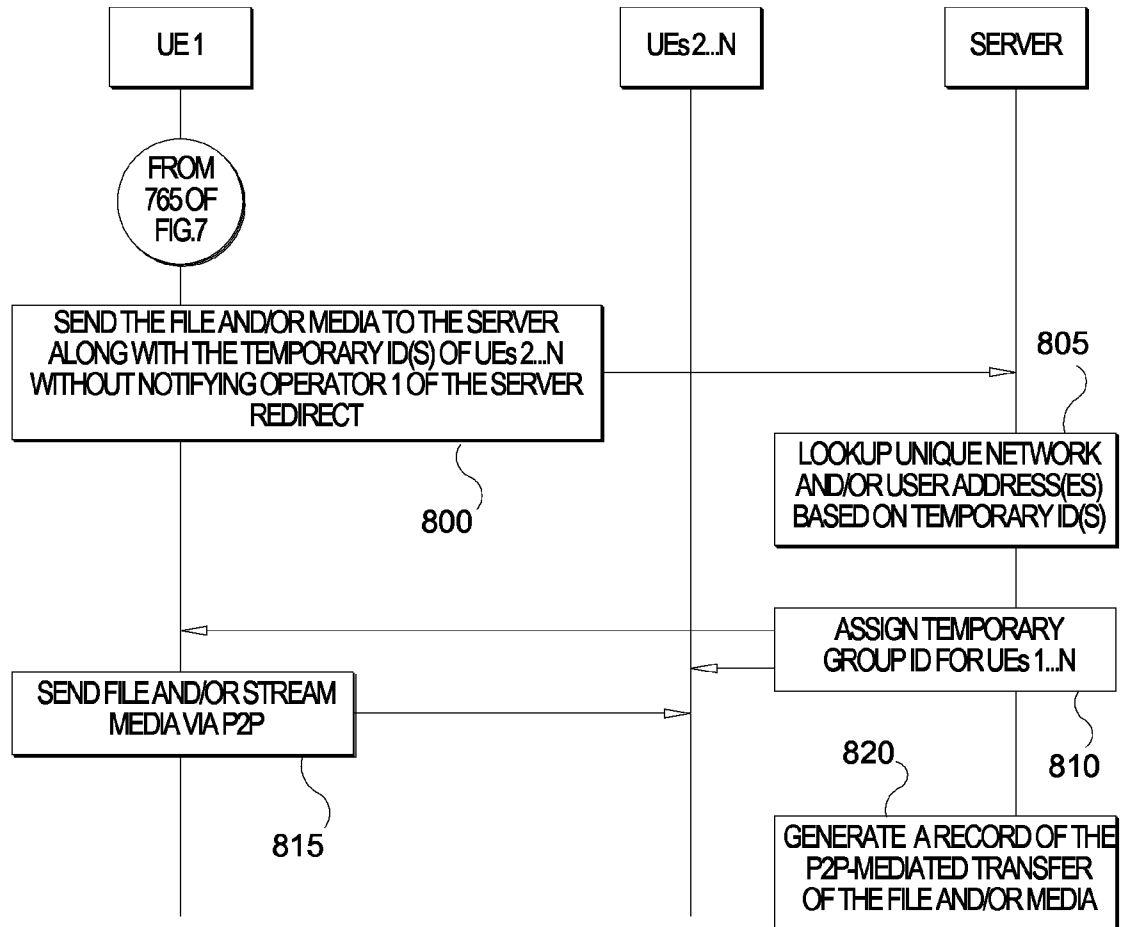 UE 1
UEs 2...N
SERVER
FROM
765 OF
FIG.7
SEND THE FILE AND/OR MEDIA TO THE SERVER
ALONG WITH THE TEMPORARY ID(S) OF UEs 2...N
WITHOUT NOTIFYING OPERATOR 1 OF THE SERVER
REDIRECT
800
805
LOOKUP UNIQUE NETWORK
AND/OR USER ADDRESS(ES)
BASED ON TEMPORARY ID(S)
ASSIGN TEMPORARY
GROUP ID FOR UEs 1...N
810
SEND FILE AND/OR STREAM
MEDIA VIA P2P
815
820
GENERATE A RECORD OF THE
P2P-MEDIATED TRANSFER
OF THE FILE AND/OR MEDIA